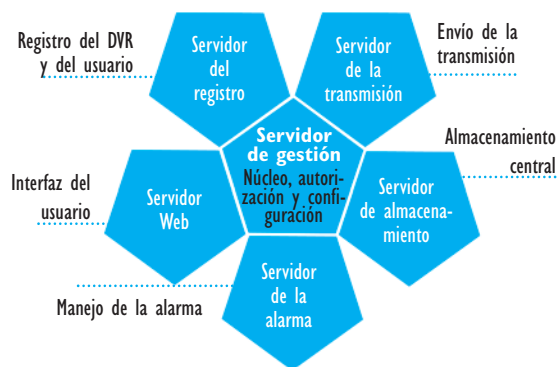 Registro del DVR
y del usuario
Servidor
del
registro
Servidor
de la
transmisión
Envío de la
transmisión
Servidor
de gestión
Núcleo, autor-
ización y confi-
guración
Almacenamiento
central
Interfaz del
usuario
Servidor
Web
Servidor
de almacena-
miento
Manejo de la alarma
Servidor
de la
alarma